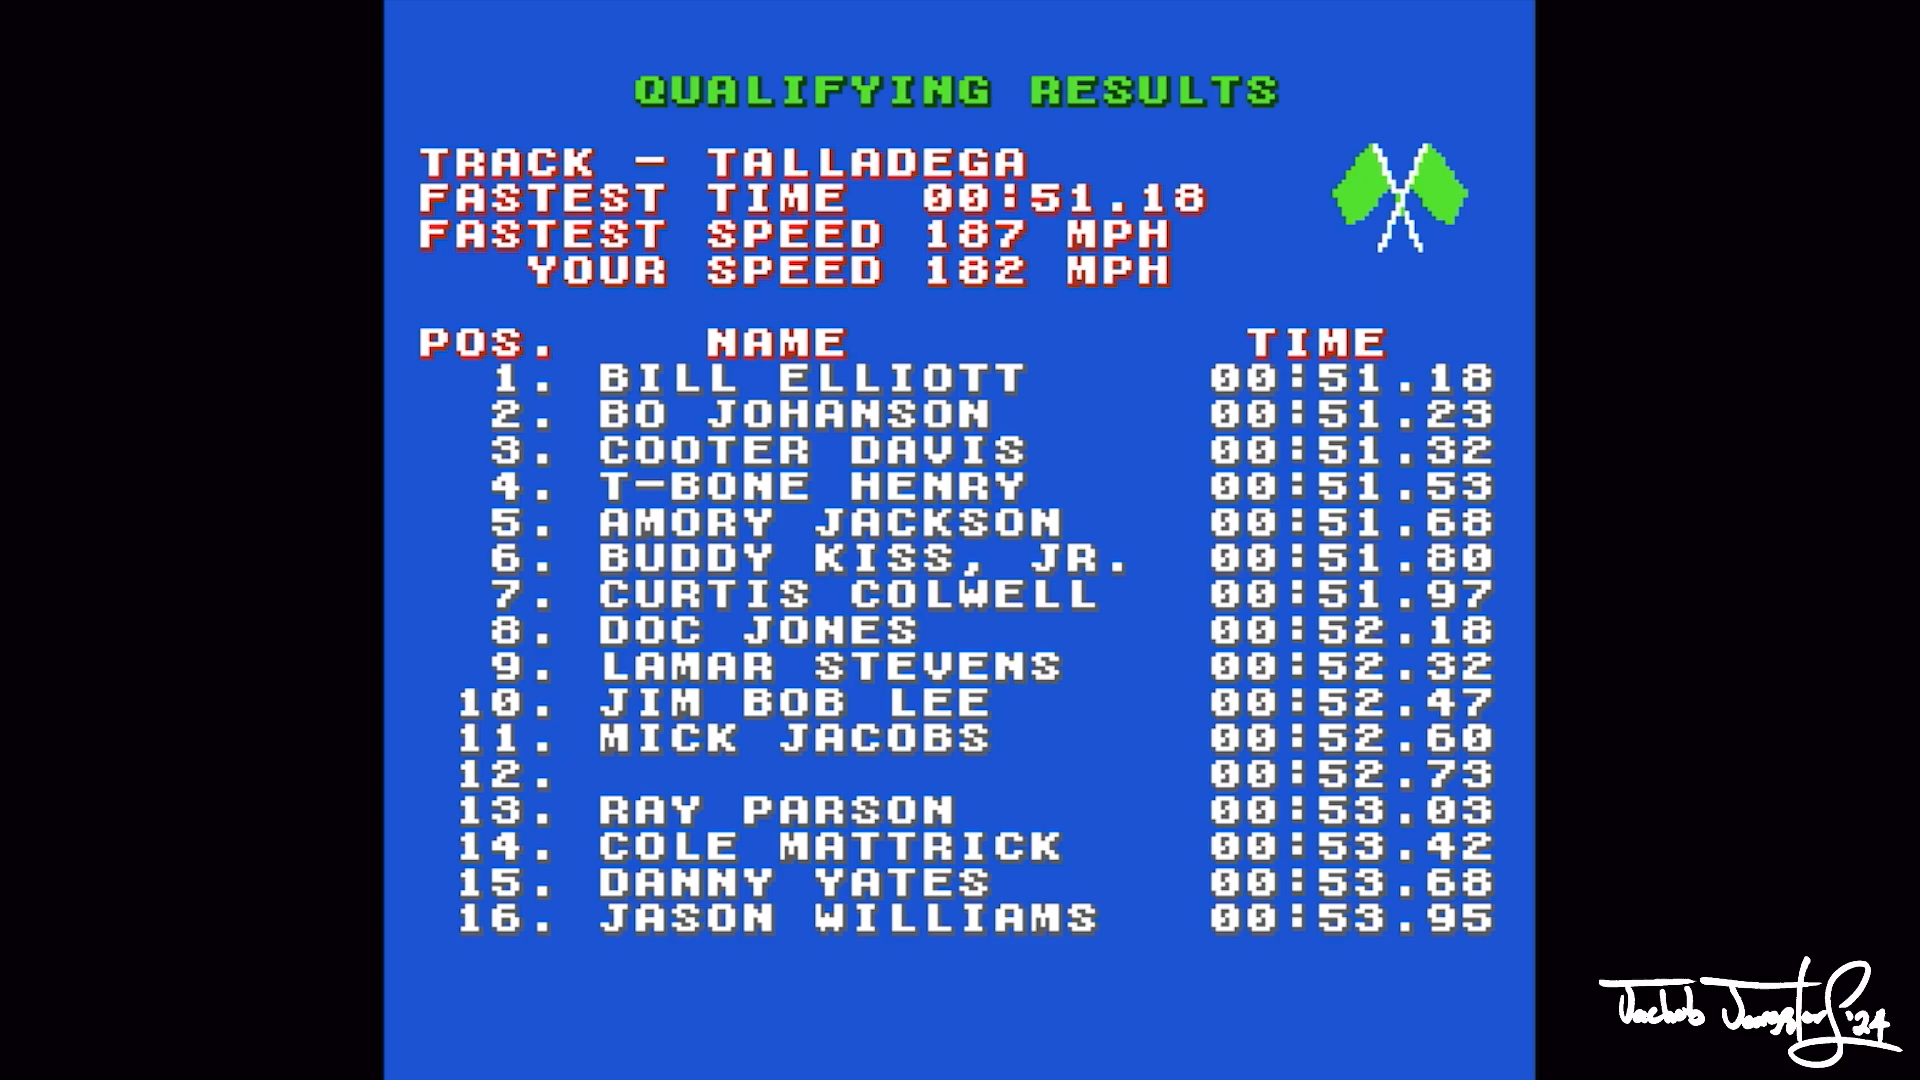 QUALIFYING RESULTS
TRACK - TALLADEGA
FASTEST TIME 00:51.18
FASTEST SPEED 187 MPH
YOUR SPEED 182 MPH
POS. NAME TIME
1. BILL ELLIOTT 00:51.18
2. BO JOHANSON 00:51.23
3. COOTER DAVIS 00:51.32
4. T-BONE HENRY 00:51.53
5. AMORY JACKSON 00:51.68
6. BUDDY KISS, JR. 00:51.80
7. CURTIS COLWELL 00:51.97
8. DOC JONES 00:52.18
9. LAMAR STEVENS 00:52.32
10. JIM BOB LEE 00:52.47
11. MICK JACOBS 00:52.60
12. 00:52.73
13. RAY PARSON 00:53.03
14. COLE MATTRICK 00:53.42
15. DANNY YATES 00:53.68
16. JASON WILLIAMS 00:53.95
'24